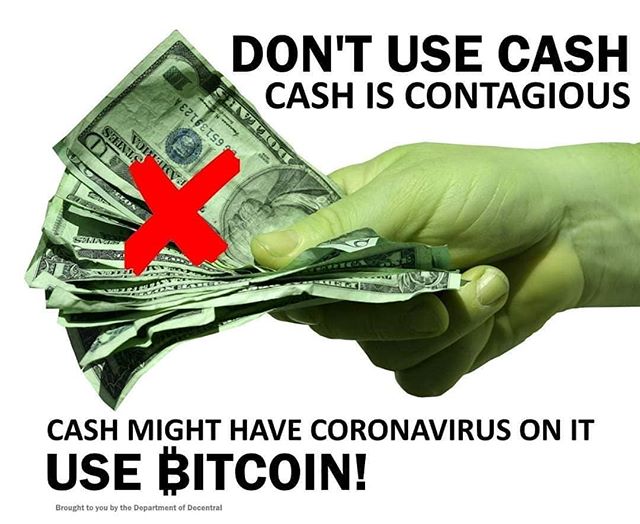 DON'T USE CASH
CASH IS CONTAGIOUS
CASH MIGHT HAVE CORONAVIRUS ON IT
USE ₿ITCOIN!
Brought to you by the Department of Decentral